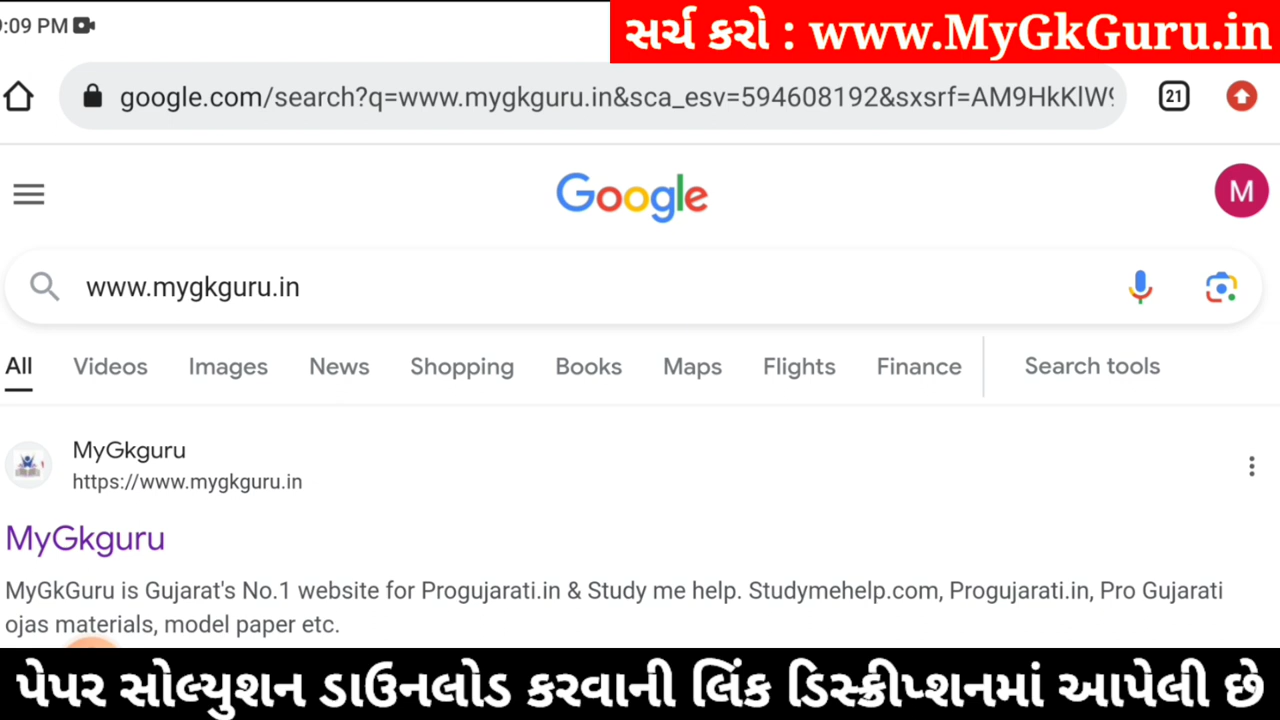 :09 PM
સર્ચ કરો : www.MyGkGuru.in
google.com/search?q=www.mygkguru.in&sca_esv=594608192&sxsrf=AM9HkKlW9
21
Google
M
www.mygkguru.in
All Videos Images News Shopping Books Maps Flights Finance Search tools
MyGkguru
https://www.mygkguru.in
MyGkguru
MyGkGuru is Gujarat's No.1 website for Progujarati.in & Study me help. Studymehelp.com, Progujarati.in, Pro Gujarati
ojas materials, model paper etc.
પેપર સોલ્યુશન ડાઉનલોડ કરવાની લિંક ડિસ્ક્રીપ્શનમાં આપેલી છે